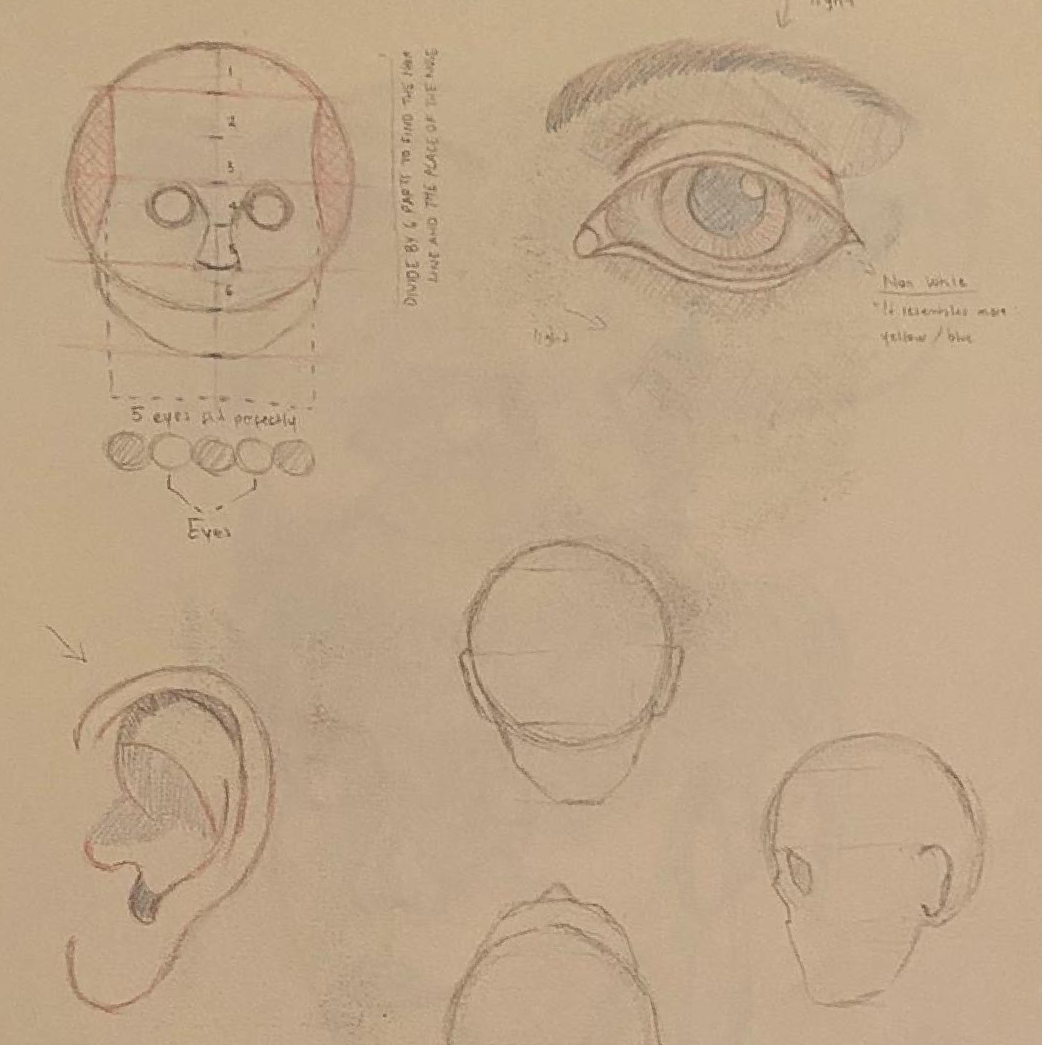 light
1
2
3
4
5
6
DIVIDE BY 6 PARTS TO FIND THE HAIR
LINE AND THE PLACE OF THE NOSE
Non white
"It resembles more
yellow / blue
light
5 eyes fit perfectly
Eyes